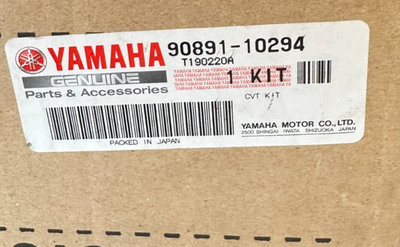 YAMAHA 90891-10294
GENUINE T190220A
Parts & Accessories 1 KIT
CVT KIT
PACKED IN JAPAN
YAMAHA MOTOR CO.,LTD.
2500 SHINGAI IWATA SHIZUOKA JAPAN